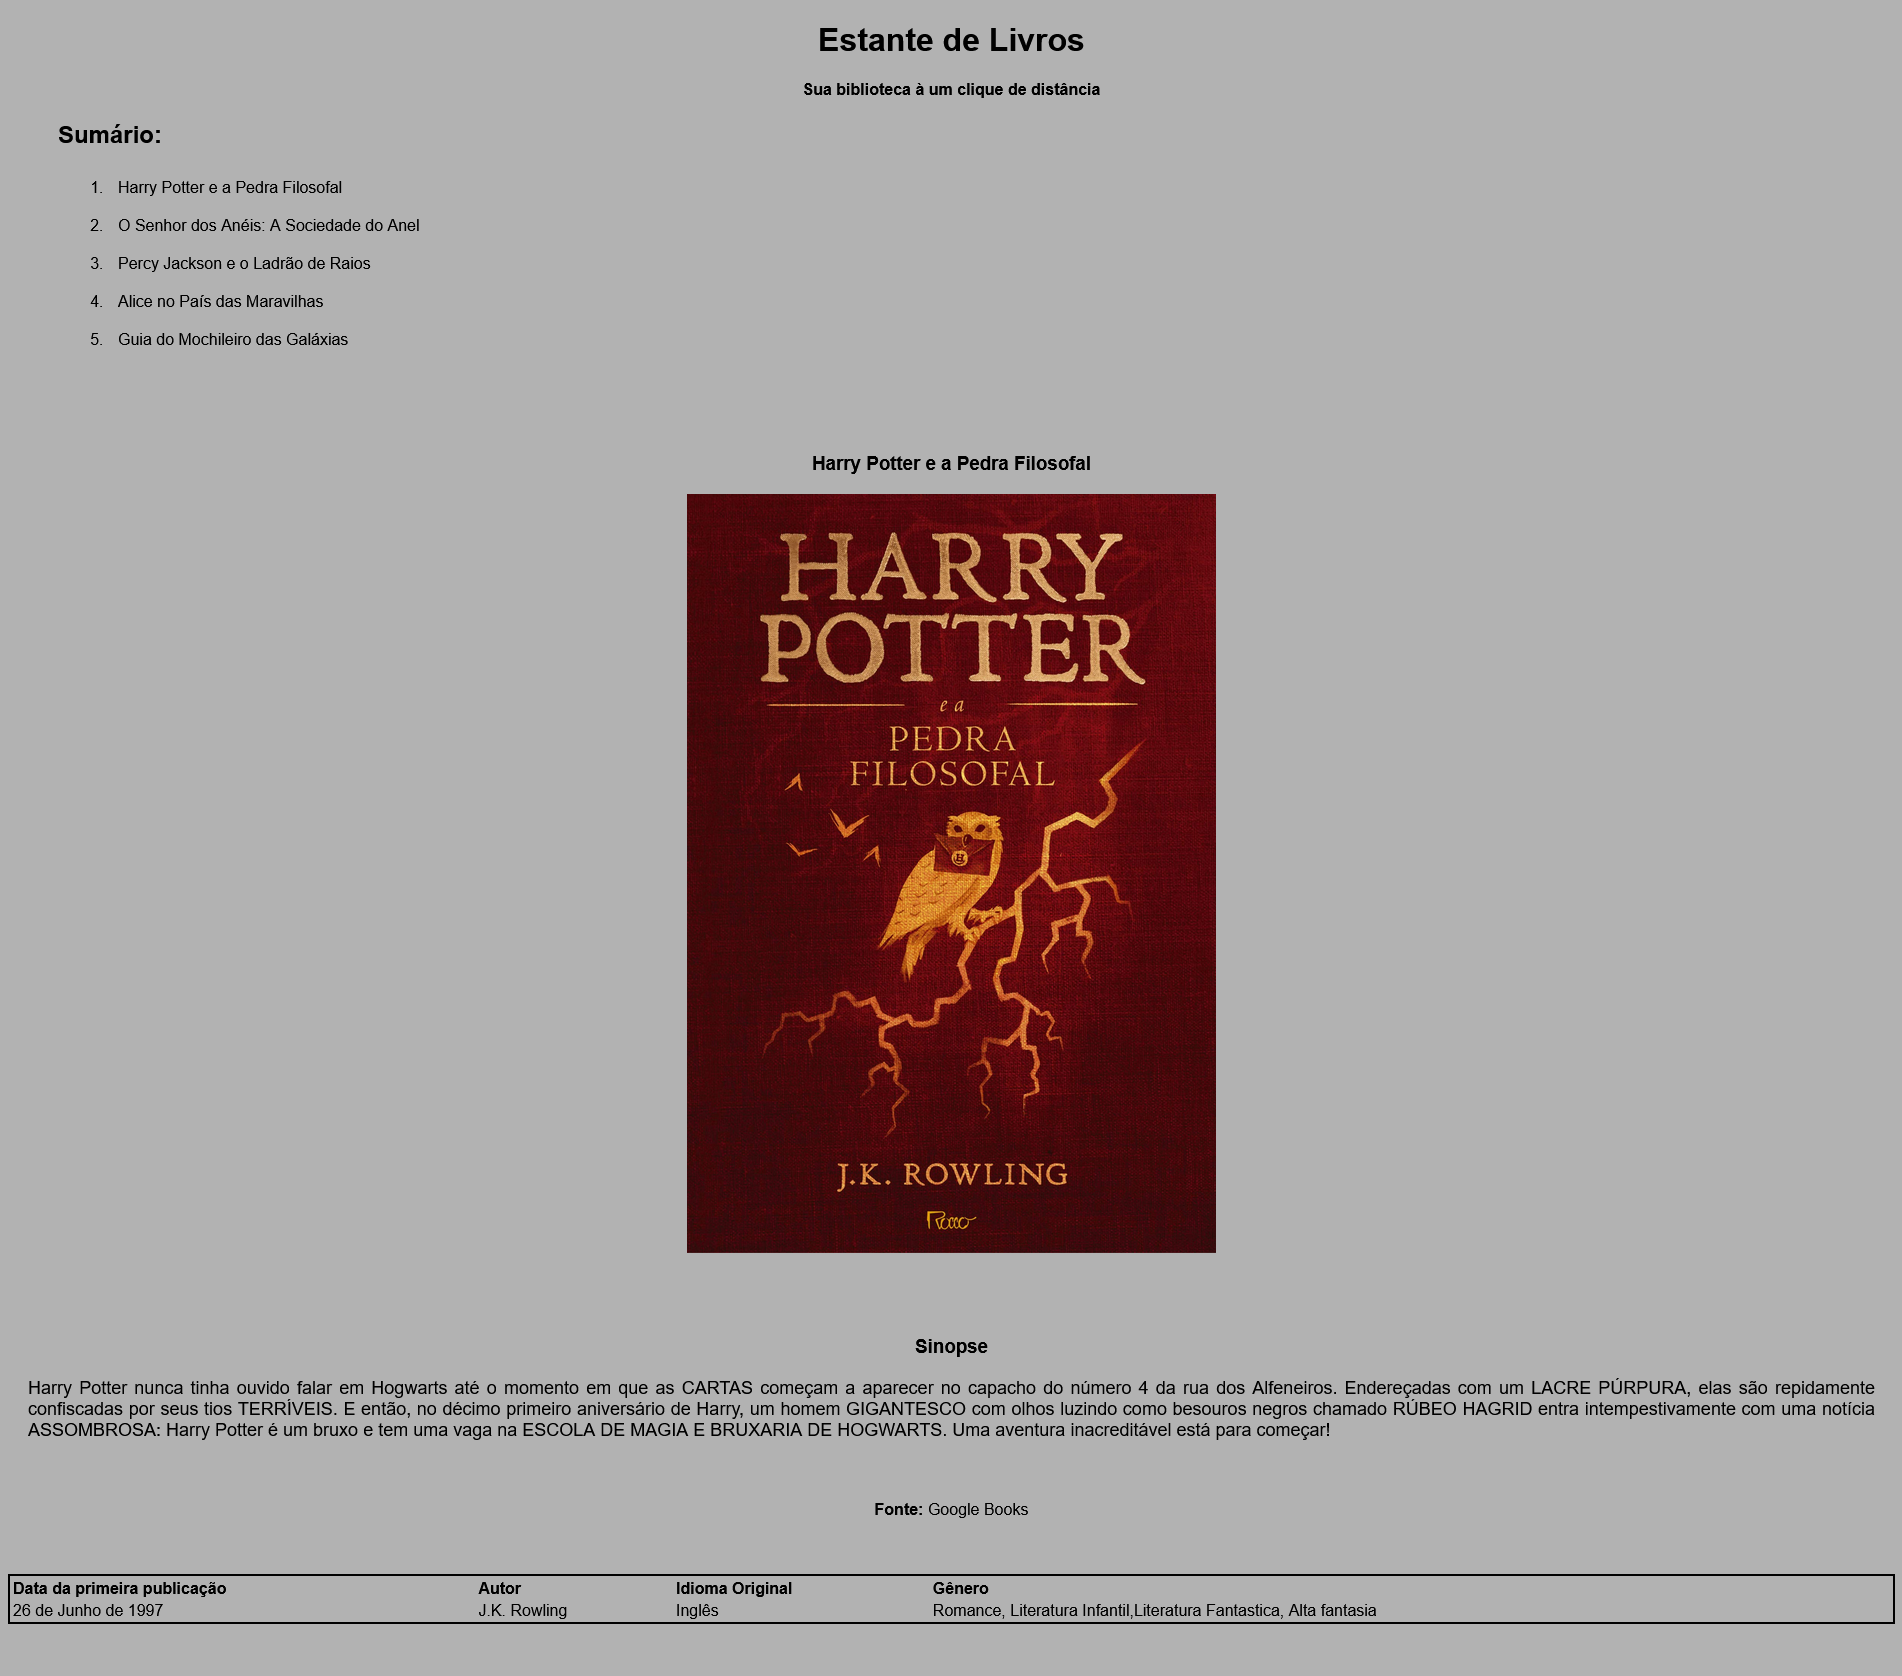 Estante de Livros
Sua biblioteca à um clique de distância
Sumário:
1. Harry Potter e a Pedra Filosofal
2. O Senhor dos Anéis: A Sociedade do Anel
3. Percy Jackson e o Ladrão de Raios
4. Alice no País das Maravilhas
5. Guia do Mochileiro das Galáxias
Harry Potter e a Pedra Filosofal
HARRY
POTTER
e a
PEDRA
FILOSOFAL
H
J.K. ROWLING
Rocco
Sinopse
Harry Potter nunca tinha ouvido falar em Hogwarts até o momento em que as CARTAS começam a aparecer no capacho do número 4 da rua dos Alfeneiros. Endereçadas com um LACRE PÚRPURA, elas são repidamente
confiscadas por seus tios TERRÍVEIS. E então, no décimo primeiro aniversário de Harry, um homem GIGANTESCO com olhos luzindo como besouros negros chamado RÚBEO HAGRID entra intempestivamente com uma notícia
ASSOMBROSA: Harry Potter é um bruxo e tem uma vaga na ESCOLA DE MAGIA E BRUXARIA DE HOGWARTS. Uma aventura inacreditável está para começar!
Fonte: Google Books
Data da primeira publicação Autor Idioma Original Gênero
26 de Junho de 1997 J.K. Rowling Inglês Romance, Literatura Infantil,Literatura Fantastica, Alta fantasia